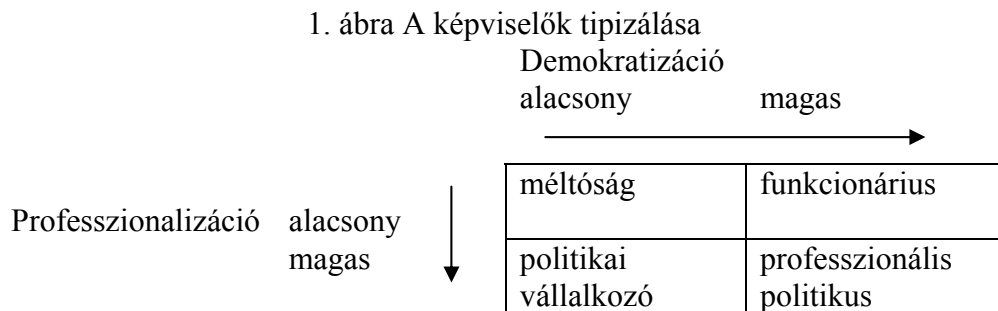 1. ábra A képviselők tipizálása
Demokratizáció
alacsony magas
méltóság funkcionárius
Professzionalizáció alacsony
magas
politikai professzionális
vállalkozó politikus